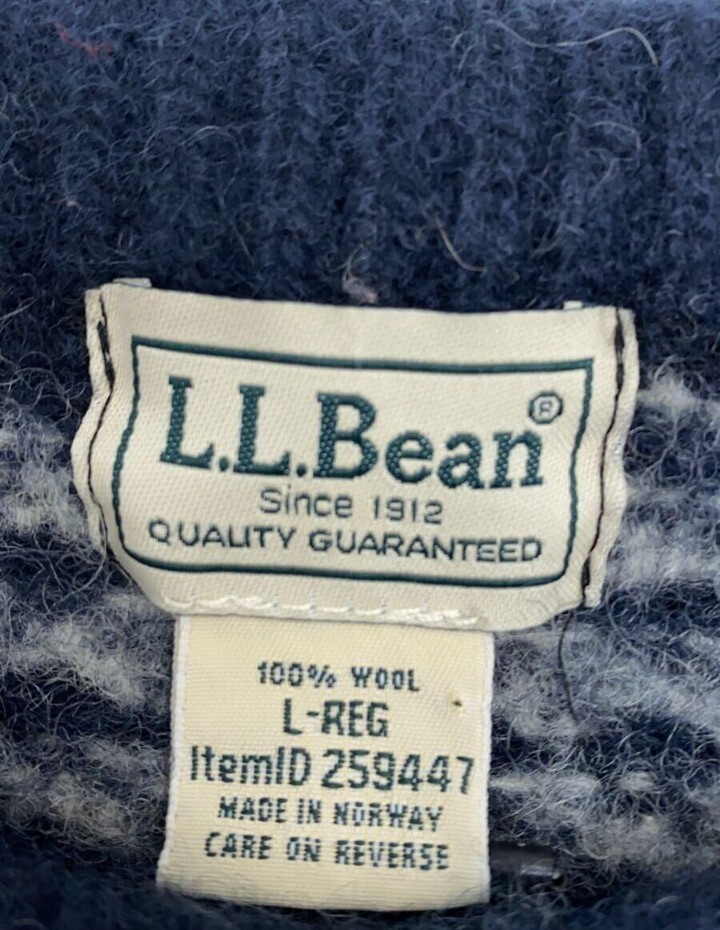 L.L.Bean®
Since 1912
QUALITY GUARANTEED
100% WOOL
L-REG
ItemID 259447
MADE IN NORWAY
CARE ON REVERSE